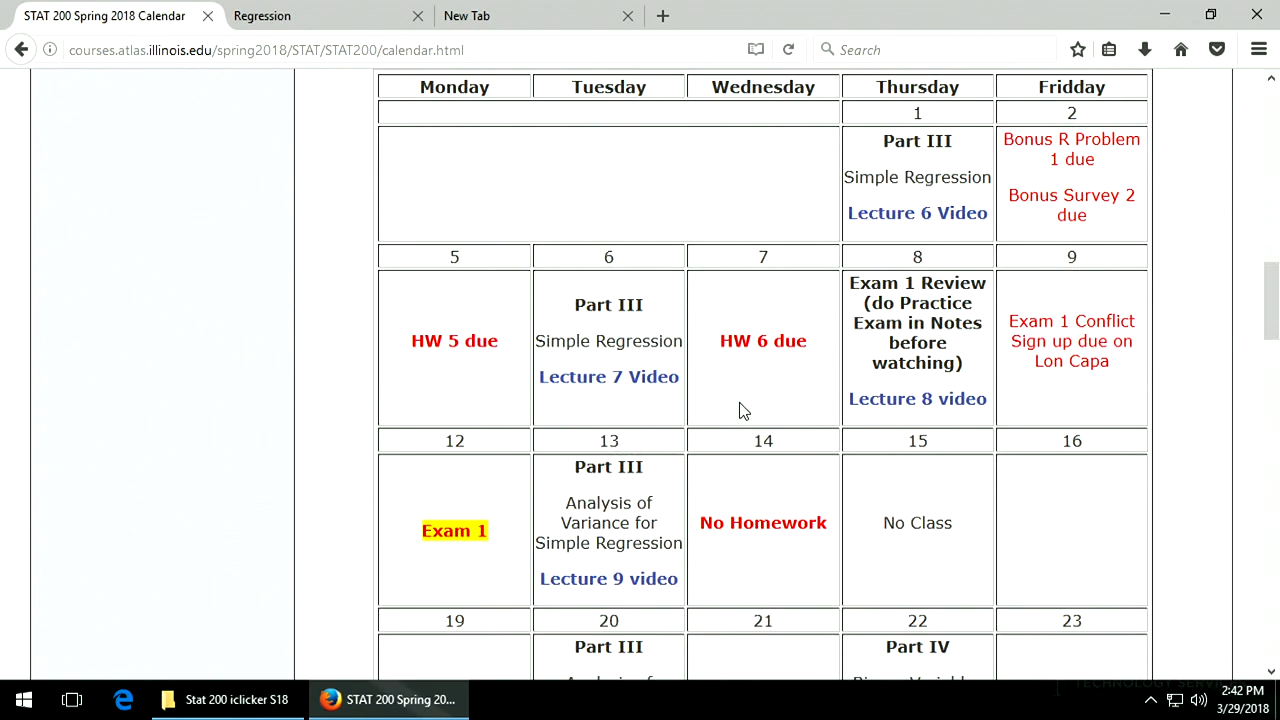 STAT 200 Spring 2018 Calendar
Regression
New Tab
courses.atlas.illinois.edu/spring2018/STAT/STAT200/calendar.html
Search
Monday Tuesday Wednesday Thursday Fridday
1 2
Part III
Simple Regression
Lecture 6 Video
Bonus R Problem
1 due
Bonus Survey 2
due
5 6 7 8 9
HW 5 due
Part III
Simple Regression
Lecture 7 Video
HW 6 due
Exam 1 Review
(do Practice
Exam in Notes
before
watching)
Lecture 8 video
Exam 1 Conflict
Sign up due on
Lon Capa
12 13 14 15 16
Exam 1
Part III
Analysis of
Variance for
Simple Regression
Lecture 9 video
No Homework
No Class
19 20 21 22 23
Part III
Part IV
Stat 200 iclicker S18
STAT 200 Spring 20...
2:42 PM
3/29/2018